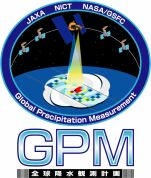 JAXA NICT NASA/GSFC
Global Precipitation Measurement
GPM
全球降水観測計画